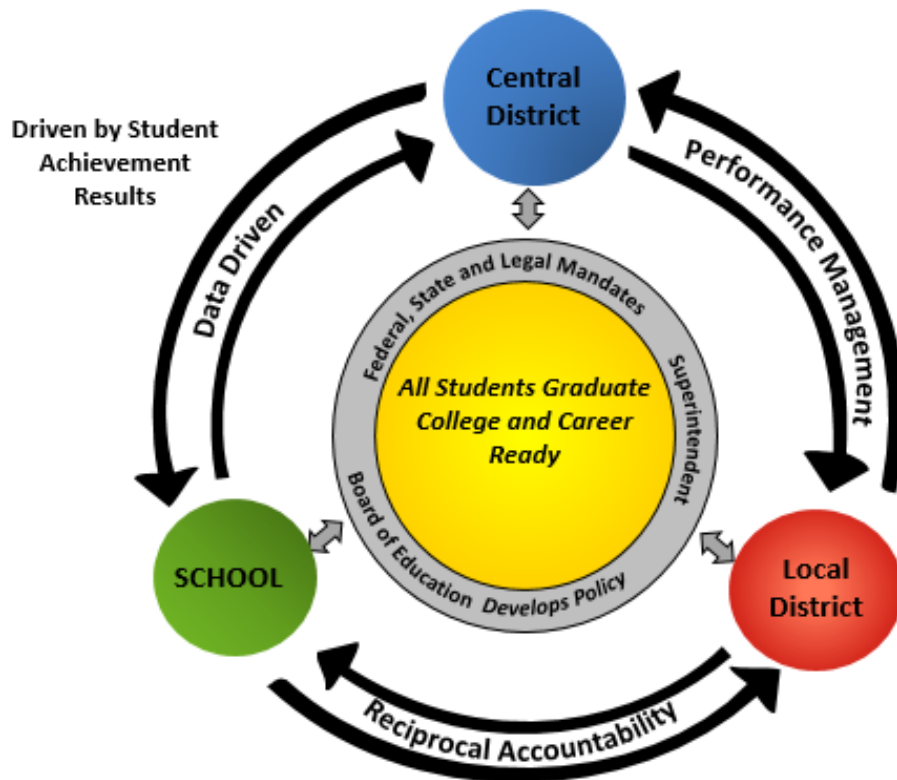 Central
District
Driven by Student
Achievement
Results
Data Driven
Performance Management
Federal, State and Legal Mandates
Superintendent
All Students Graduate
College and Career
Ready
Board of Education Develops Policy
SCHOOL
Local
District
Reciprocal Accountability